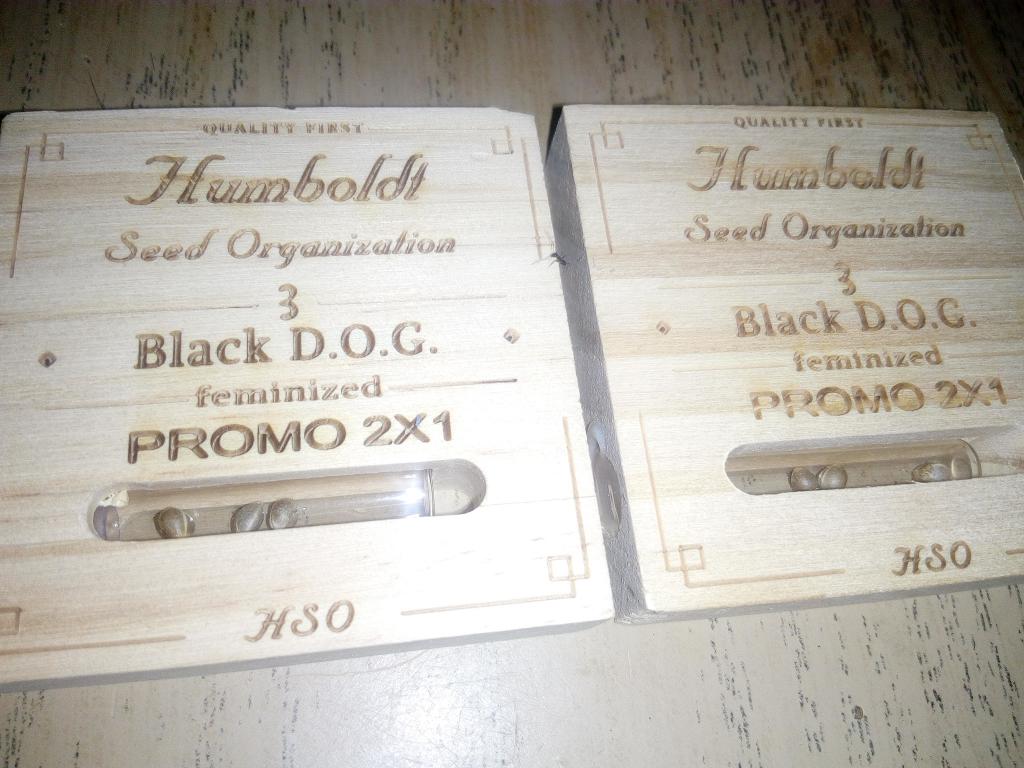 QUALITY FIRST
Humboldt
Seed Organization
3
Black D.O.G.
feminized
PROMO 2X1
HSO
QUALITY FIRST
Humboldt
Seed Organization
3
Black D.O.G.
feminized
PROMO 2X1
HSO